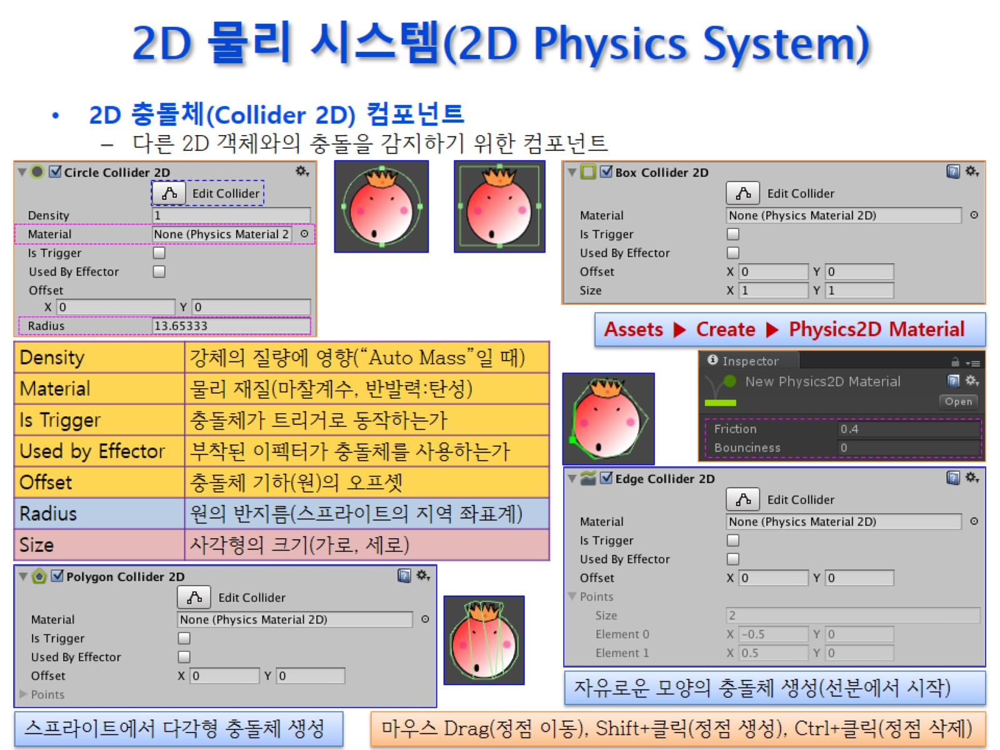 2D 물리 시스템(2D Physics System)
• 2D 충돌체(Collider 2D) 컴포넌트
– 다른 2D 객체와의 충돌을 감지하기 위한 컴포넌트
Circle Collider 2D
Edit Collider
Density 1
Material None (Physics Material 2
Is Trigger
Used By Effector
Offset
X 0 Y 0
Radius 13.65333
Box Collider 2D
Edit Collider
Material None (Physics Material 2D)
Is Trigger
Used By Effector
Offset X 0 Y 0
Size X 1 Y 1
Assets ▶ Create ▶ Physics2D Material
Density 강체의 질량에 영향(“Auto Mass”일 때)
Material 물리 재질(마찰계수, 반발력:탄성)
Is Trigger 충돌체가 트리거로 동작하는가
Used by Effector 부착된 이펙터가 충돌체를 사용하는가
Offset 충돌체 기하(원)의 오프셋
Radius 원의 반지름(스프라이트의 지역 좌표계)
Size 사각형의 크기(가로, 세로)
Inspector
New Physics2D Material
Open
Friction 0.4
Bounciness 0
Edge Collider 2D
Edit Collider
Material None (Physics Material 2D)
Is Trigger
Used By Effector
Offset X 0 Y 0
Points
Size 2
Element 0 X -0.5 Y 0
Element 1 X 0.5 Y 0
자유로운 모양의 충돌체 생성(선분에서 시작)
Polygon Collider 2D
Edit Collider
Material None (Physics Material 2D)
Is Trigger
Used By Effector
Offset X 0 Y 0
Points
스프라이트에서 다각형 충돌체 생성
마우스 Drag(정점 이동), Shift+클릭(정점 생성), Ctrl+클릭(정점 삭제)